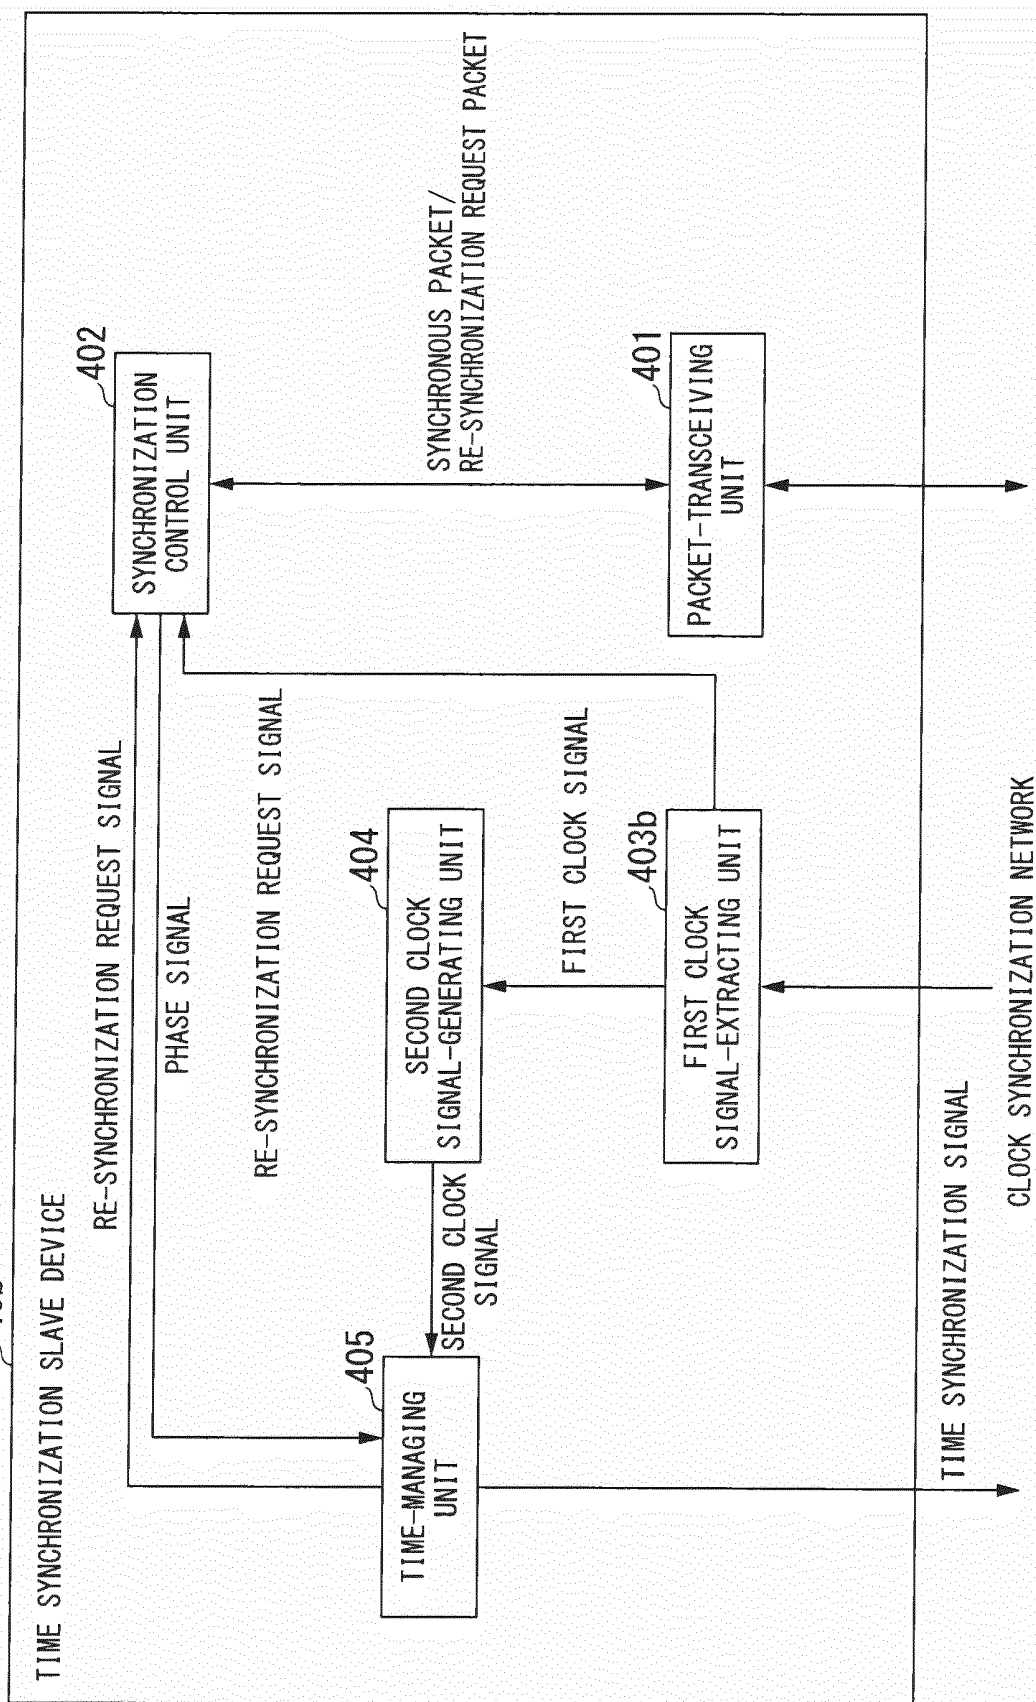 TIME SYNCHRONIZATION SLAVE DEVICE
RE-SYNCHRONIZATION REQUEST SIGNAL
PHASE SIGNAL
402
SYNCHRONIZATION
CONTROL UNIT
RE-SYNCHRONIZATION REQUEST SIGNAL
405
TIME-MANAGING
UNIT
SECOND CLOCK
SIGNAL
404
SECOND CLOCK
SIGNAL-GENERATING UNIT
SYNCHRONOUS PACKET/
RE-SYNCHRONIZATION REQUEST PACKET
FIRST CLOCK SIGNAL
403b
FIRST CLOCK
SIGNAL-EXTRACTING UNIT
401
PACKET-TRANSCEIVING
UNIT
TIME SYNCHRONIZATION SIGNAL
CLOCK SYNCHRONIZATION NETWORK